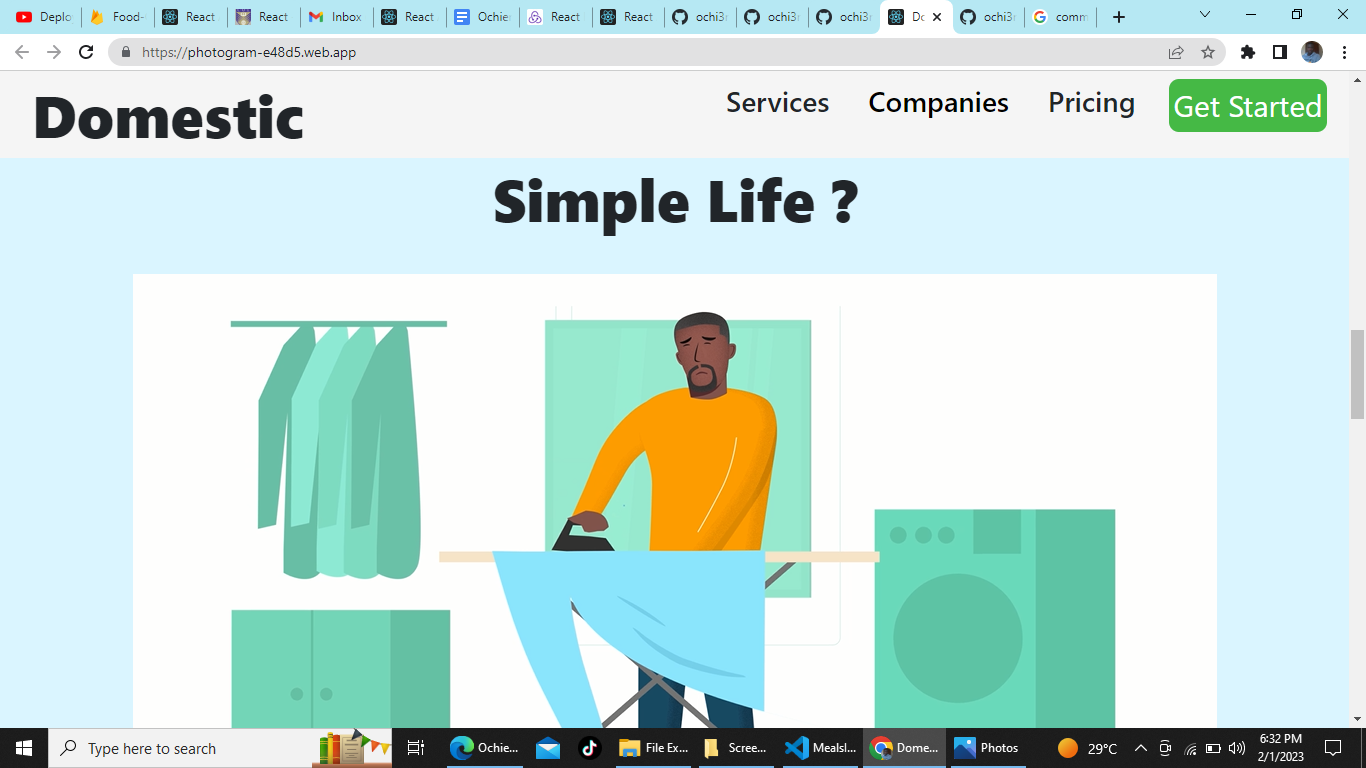 Deplo
Food-
React
React
Inbox
React
Ochie
React
React
ochi3
ochi3
ochi3
Do
ochi3
comm
https://photogram-e48d5.web.app
Domestic
Services
Companies
Pricing
Get Started
Simple Life ?
Type here to search
Ochie...
File Ex...
Scree...
Mealsl...
Dome...
Photos
29°C
6:32 PM
2/1/2023